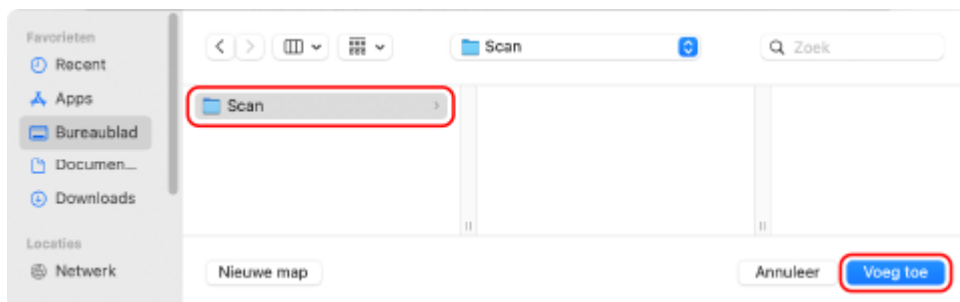 Favorieten
Recent
Apps
Bureaublad
Documen...
Downloads
Locaties
Netwerk
Scan
Zoek
Scan
Nieuwe map
Annuleer
Voeg toe